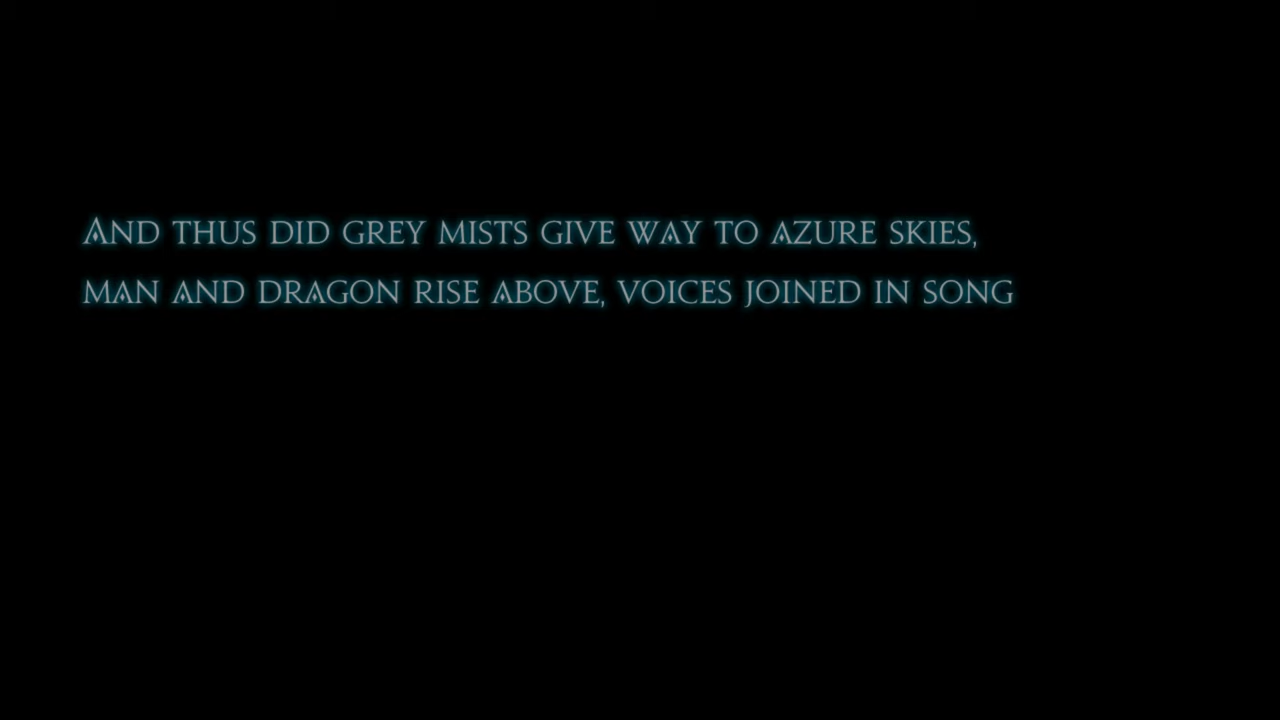 And thus did grey mists give way to azure skies,
man and dragon rise above, voices joined in song